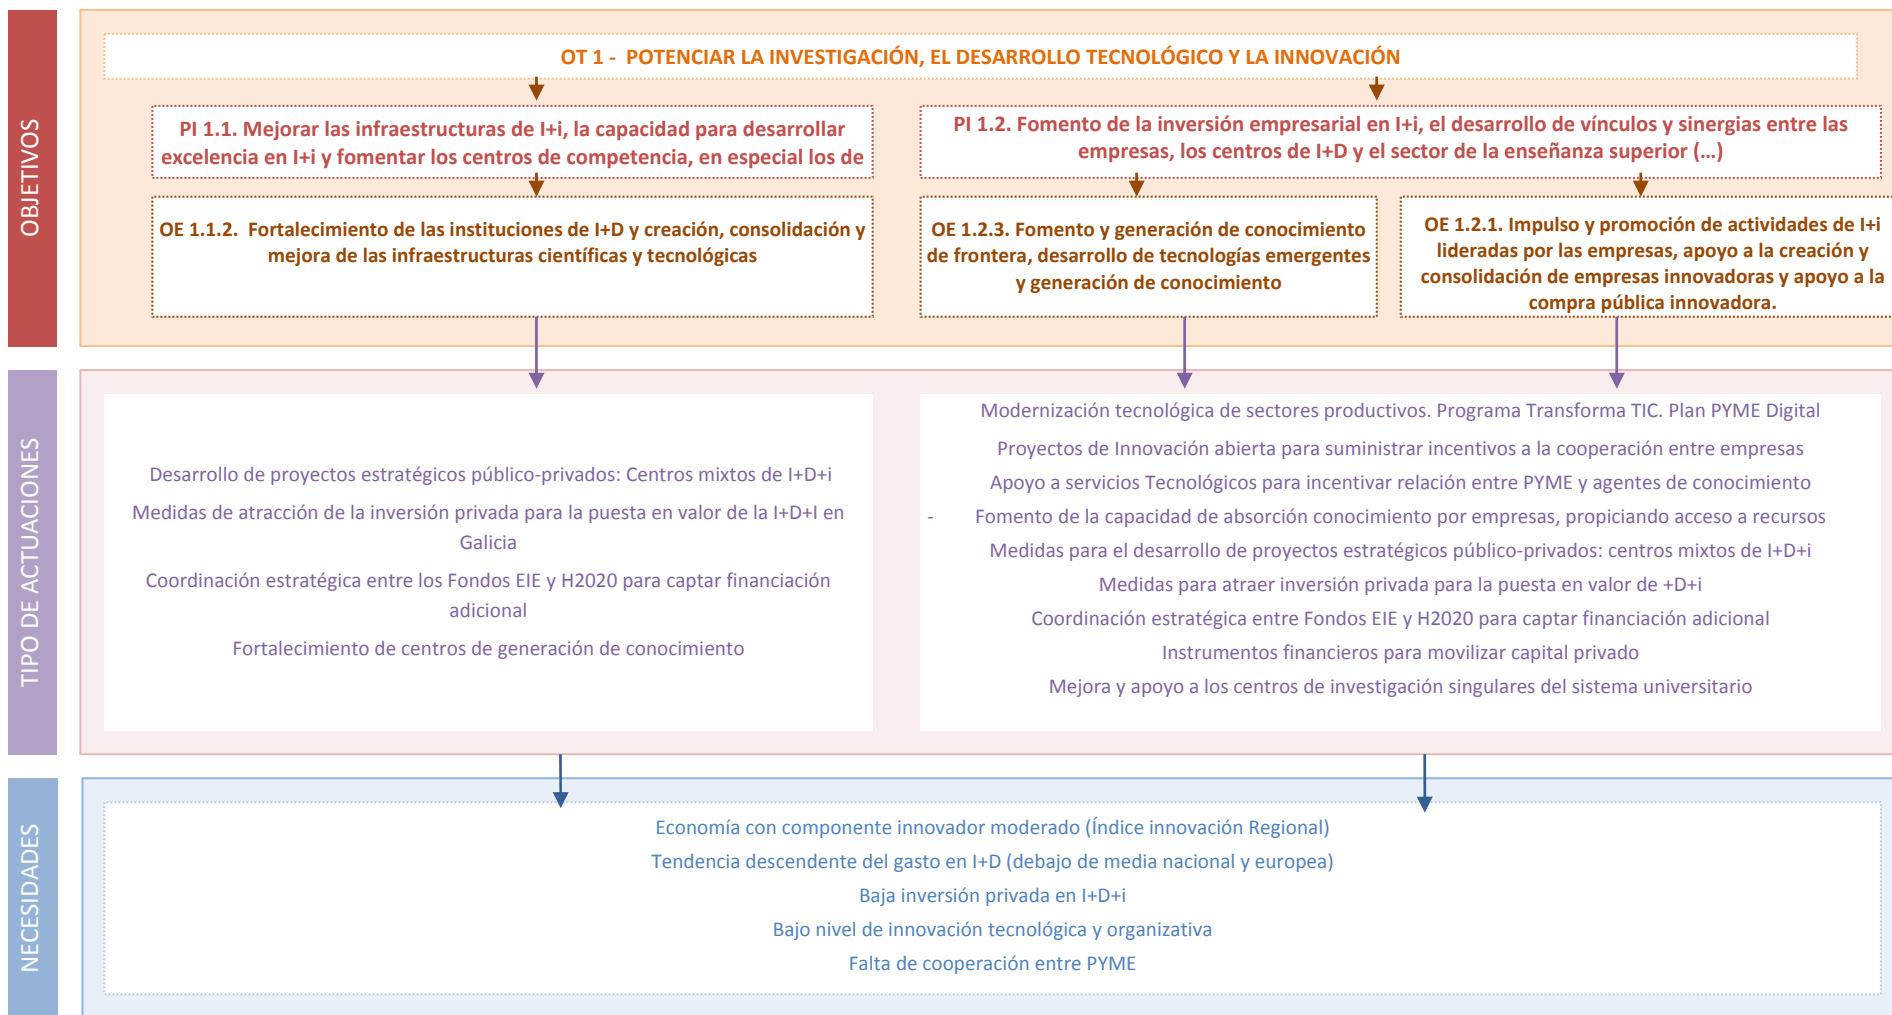 OBJETIVOS
OT 1 - POTENCIAR LA INVESTIGACIÓN, EL DESARROLLO TECNOLÓGICO Y LA INNOVACIÓN
PI 1.1. Mejorar las infraestructuras de I+i, la capacidad para desarrollar
excelencia en I+i y fomentar los centros de competencia, en especial los de
PI 1.2. Fomento de la inversión empresarial en I+i, el desarrollo de vínculos y sinergias entre las
empresas, los centros de I+D y el sector de la enseñanza superior (...)
OE 1.1.2. Fortalecimiento de las instituciones de I+D y creación, consolidación y
mejora de las infraestructuras científicas y tecnológicas
OE 1.2.3. Fomento y generación de conocimiento
de frontera, desarrollo de tecnologías emergentes
y generación de conocimiento
OE 1.2.1. Impulso y promoción de actividades de I+i
lideradas por las empresas, apoyo a la creación y
consolidación de empresas innovadoras y apoyo a la
compra pública innovadora.
TIPO DE ACTUACIONES
Desarrollo de proyectos estratégicos público-privados: Centros mixtos de I+D+i
Medidas de atracción de la inversión privada para la puesta en valor de la I+D+I en
Galicia
Coordinación estratégica entre los Fondos EIE y H2020 para captar financiación
adicional
Fortalecimiento de centros de generación de conocimiento
Modernización tecnológica de sectores productivos. Programa Transforma TIC. Plan PYME Digital
Proyectos de Innovación abierta para suministrar incentivos a la cooperación entre empresas
Apoyo a servicios Tecnológicos para incentivar relación entre PYME y agentes de conocimiento
- Fomento de la capacidad de absorción conocimiento por empresas, propiciando acceso a recursos
Medidas para el desarrollo de proyectos estratégicos público-privados: centros mixtos de I+D+i
Medidas para atraer inversión privada para la puesta en valor de +D+i
Coordinación estratégica entre Fondos EIE y H2020 para captar financiación adicional
Instrumentos financieros para movilizar capital privado
Mejora y apoyo a los centros de investigación singulares del sistema universitario
NECESIDADES
Economía con componente innovador moderado (Índice innovación Regional)
Tendencia descendente del gasto en I+D (debajo de media nacional y europea)
Baja inversión privada en I+D+i
Bajo nivel de innovación tecnológica y organizativa
Falta de cooperación entre PYME